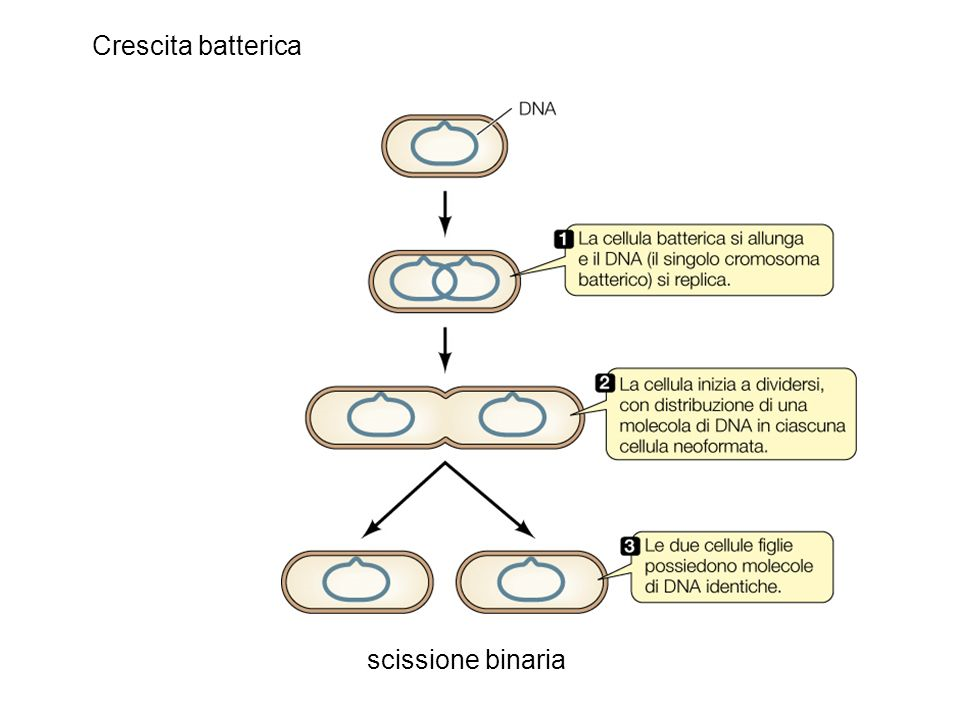 Crescita batterica
DNA
1 La cellula batterica si allunga
e il DNA (il singolo cromosoma
batterico) si replica.
2 La cellula inizia a dividersi,
con distribuzione di una
molecola di DNA in ciascuna
cellula neoformata.
3 Le due cellule figlie
possiedono molecole
di DNA identiche.
scissione binaria